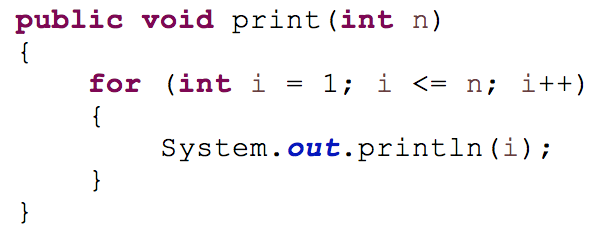 public void print(int n)
{
    for (int i = 1; i <= n; i++)
    {
        System.out.println(i);
    }
}